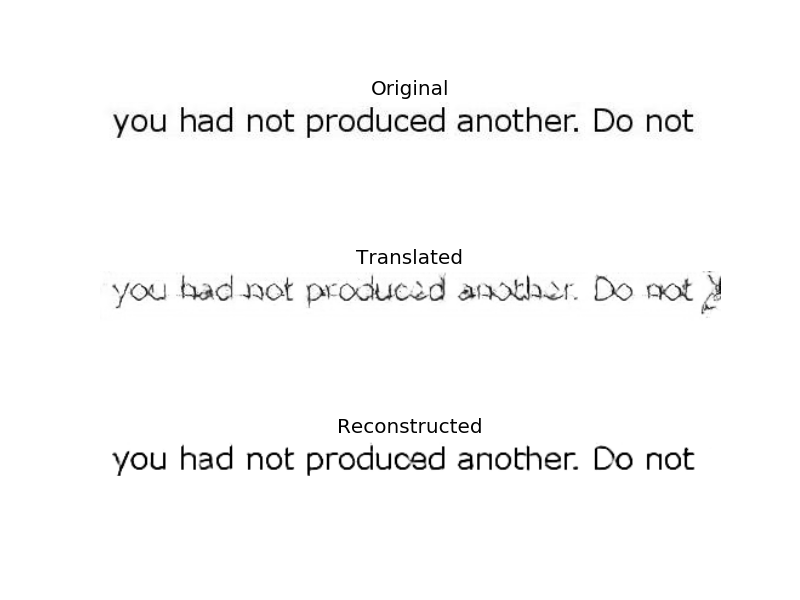 Original
you had not produced another. Do not
Translated
you had not produced another. Do not
Reconstructed
you had not produced another. Do not